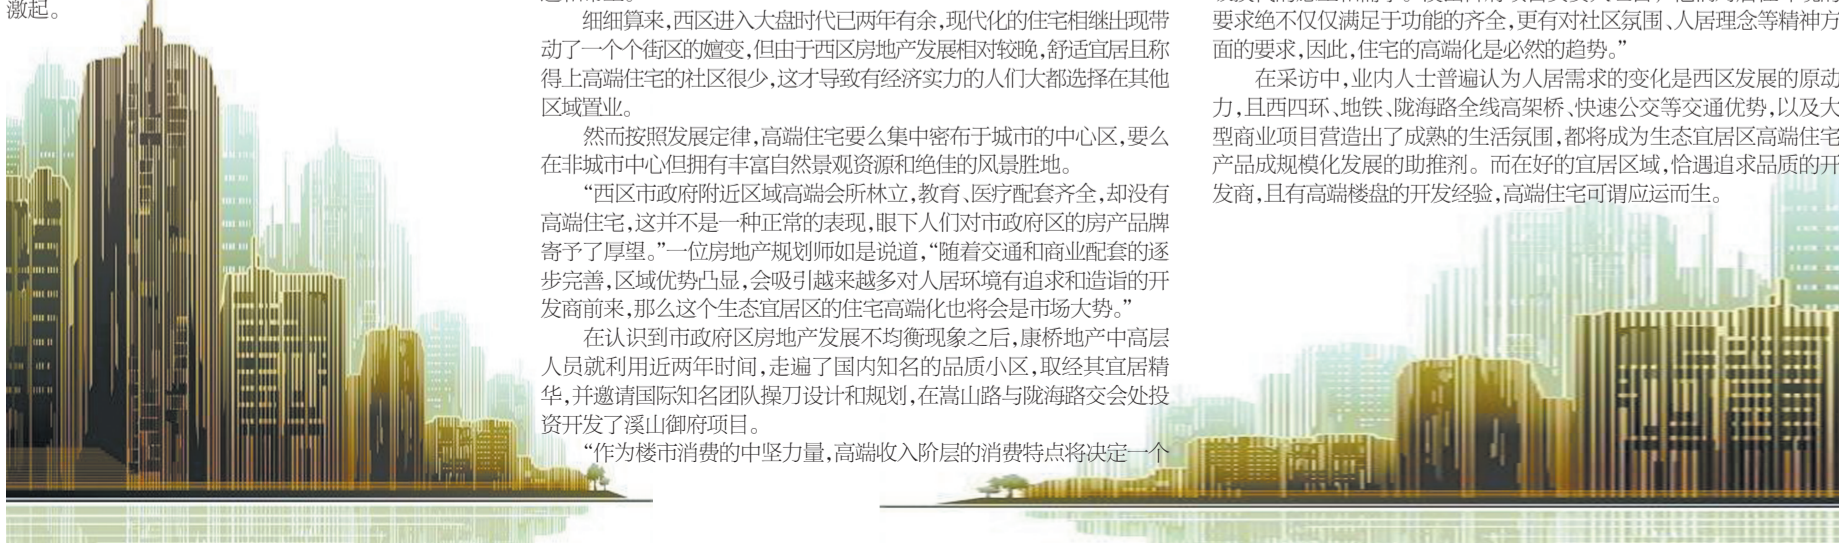 激起。
细细算来，西区进入大盘时代已两年有余，现代化的住宅相继出现带
动了一个个街区的嬗变，但由于西区房地产发展相对较晚，舒适宜居且称
得上高端住宅的社区很少，这才导致有经济实力的人们大都选择在其他
区域置业。
然而按照发展定律，高端住宅要么集中密布于城市的中心区，要么
在非城市中心但拥有丰富自然景观资源和绝佳的风景胜地。
“西区市政府附近区域高端会所林立，教育、医疗配套齐全，却没有
高端住宅，这并不是一种正常的表现，眼下人们对市政府区的房产品牌
寄予了厚望。”一位房地产规划师如是说道，“随着交通和商业配套的逐
步完善，区域优势凸显，会吸引越来越多对人居环境有追求和造诣的开
发商前来，那么这个生态宜居区的住宅高端化也将会是市场大势。”
在认识到市政府区房地产发展不均衡现象之后，康桥地产中高层
人员就利用近两年时间，走遍了国内知名的品质小区，取经其宜居精
华，并邀请国际知名团队操刀设计和规划，在嵩山路与陇海路交会处投
资开发了溪山御府项目。
“作为楼市消费的中坚力量，高端收入阶层的消费特点将决定一个
要求绝不仅仅满足于功能的齐全，更有对社区氛围、人居理念等精神方
面的要求，因此，住宅的高端化是必然的趋势。”
在采访中，业内人士普遍认为人居需求的变化是西区发展的原动
力，且西四环、地铁、陇海路全线高架桥、快速公交等交通优势，以及大
型商业项目营造出了成熟的生活氛围，都将成为生态宜居区高端住宅
产品成规模化发展的助推剂。而在好的宜居区域，恰遇追求品质的开
发商，且有高端楼盘的开发经验，高端住宅可谓应运而生。